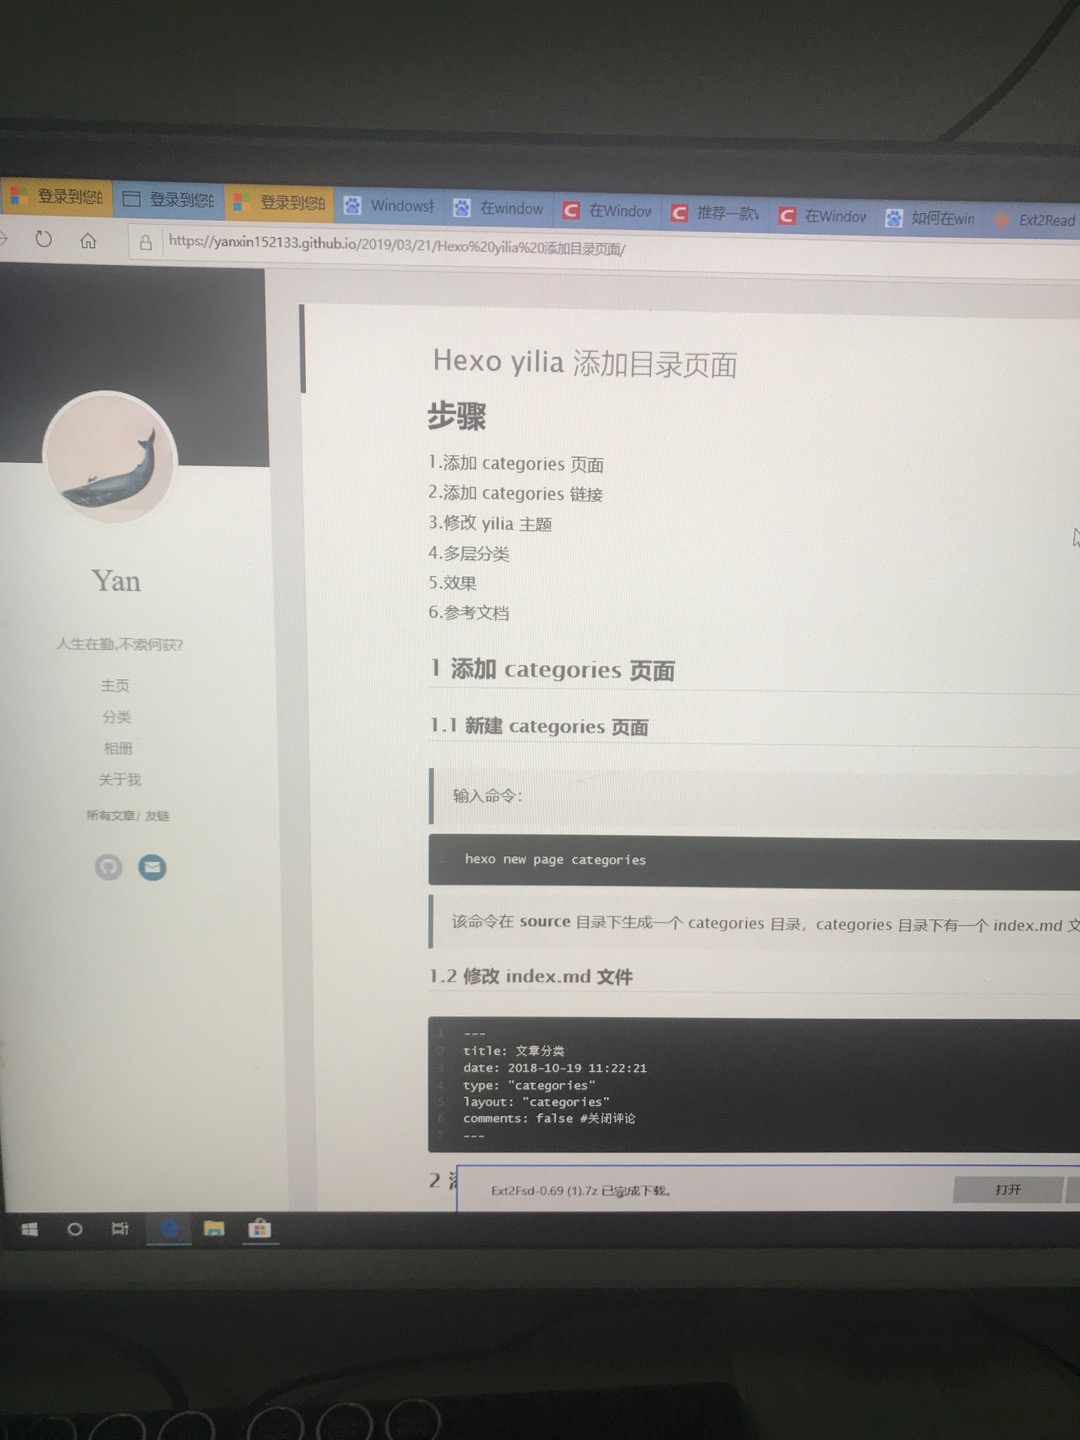 登录到您的
登录到您的
登录到您的
Windows
在window
在Window
推荐一款
在Window
如何在win
Ext2Read
https://yanxin152133.github.io/2019/03/21/Hexo%20yilia%20添加目录页面/
Hexo yilia 添加目录页面
步骤
1.添加 categories 页面
2.添加 categories 链接
3.修改 yilia 主题
4.多层分类
5.效果
6.参考文档
1 添加 categories 页面
1.1 新建 categories 页面
输入命令：
1 hexo new page categories
该命令在 source 目录下生成一个 categories 目录，categories 目录下有一个 index.md 文
1.2 修改 index.md 文件
1 ---
2 title: 文章分类
3 date: 2018-10-19 11:22:21
4 type: "categories"
5 layout: "categories"
6 comments: false #关闭评论
7 ---
2
Yan
人生在勤,不索何获?
主页
分类
相册
关于我
所有文章/ 友链
Ext2Fsd-0.69 (1).7z 已完成下载。
打开